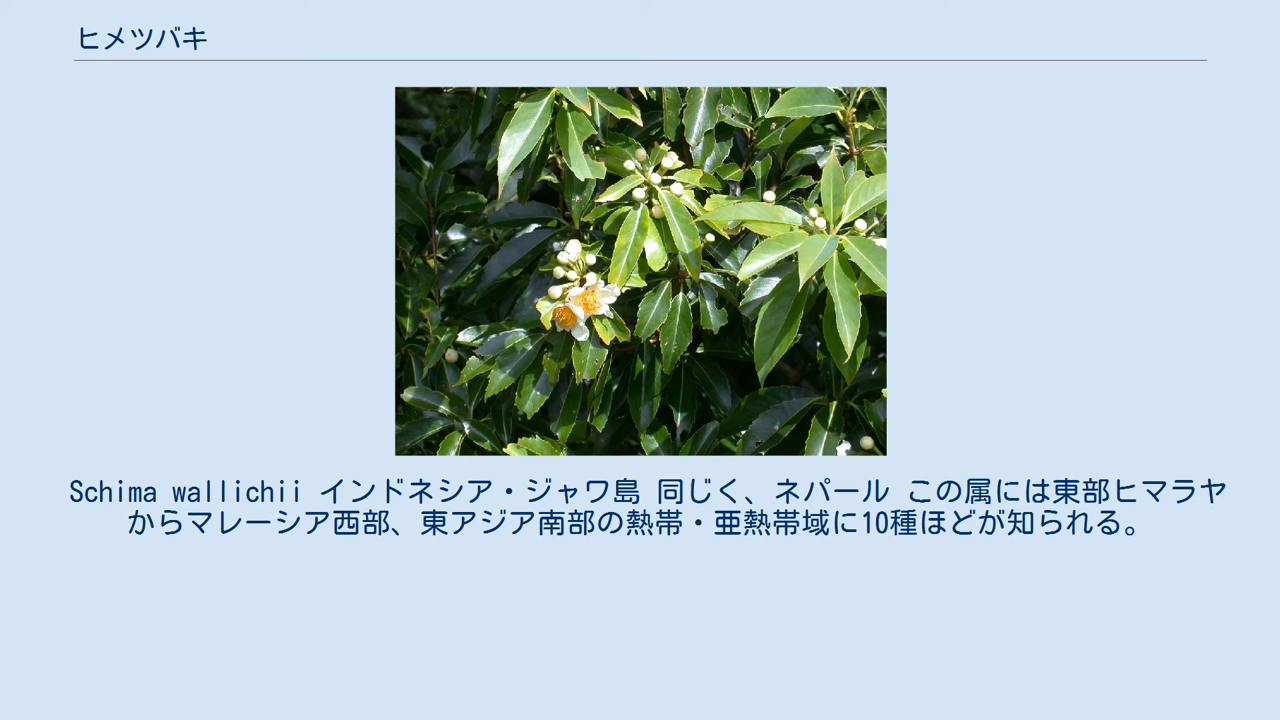 ヒメツバキ
Schima wallichii インドネシア・ジャワ島 同じく、ネパール この属には東部ヒマラヤ
からマレーシア西部、東アジア南部の熱帯・亜熱帯域に10種ほどが知られる。